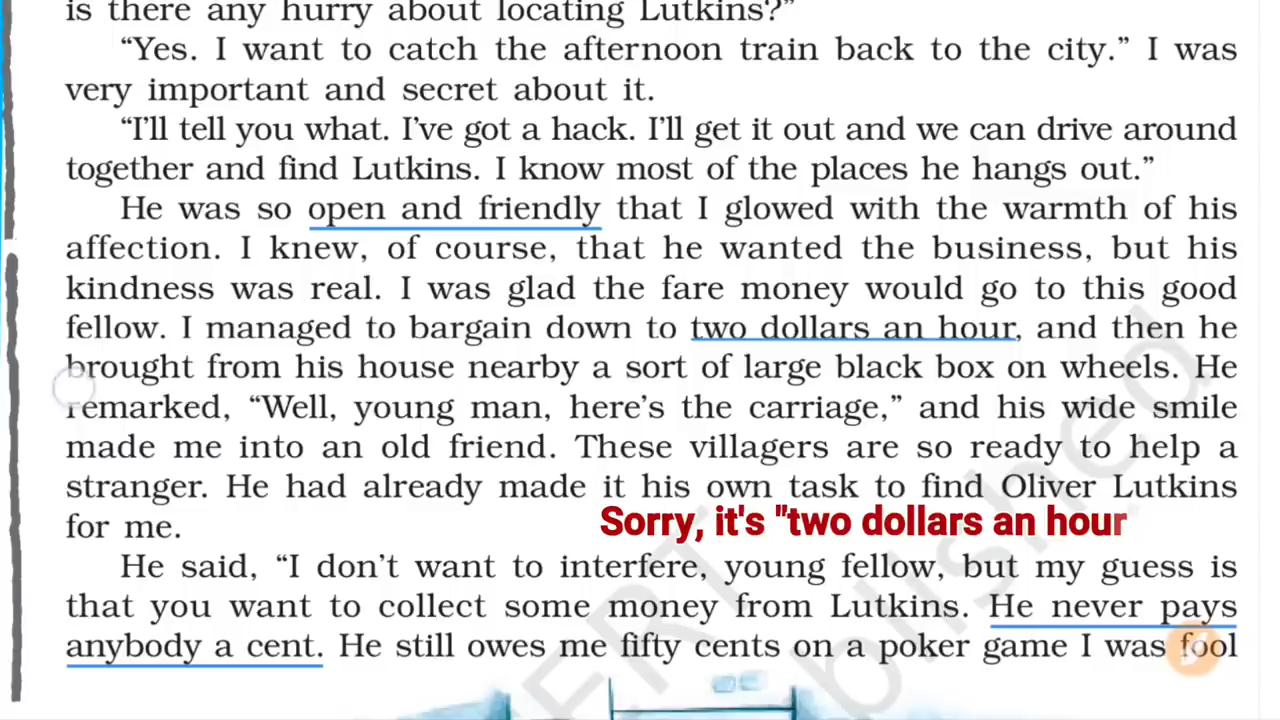 is there any hurry about locating Lutkins?”
“Yes. I want to catch the afternoon train back to the city.” I was
very important and secret about it.
“I'll tell you what. I've got a hack. I'll get it out and we can drive around
together and find Lutkins. I know most of the places he hangs out.”
He was so open and friendly that I glowed with the warmth of his
affection. I knew, of course, that he wanted the business, but his
kindness was real. I was glad the fare money would go to this good
fellow. I managed to bargain down to two dollars an hour, and then he
brought from his house nearby a sort of large black box on wheels. He
remarked, “Well, young man, here's the carriage,” and his wide smile
made me into an old friend. These villagers are so ready to help a
stranger. He had already made it his own task to find Oliver Lutkins
for me.
Sorry, it's "two dollars an hour
He said, “I don't want to interfere, young fellow, but my guess is
that you want to collect some money from Lutkins. He never pays
anybody a cent. He still owes me fifty cents on a poker game I was fool